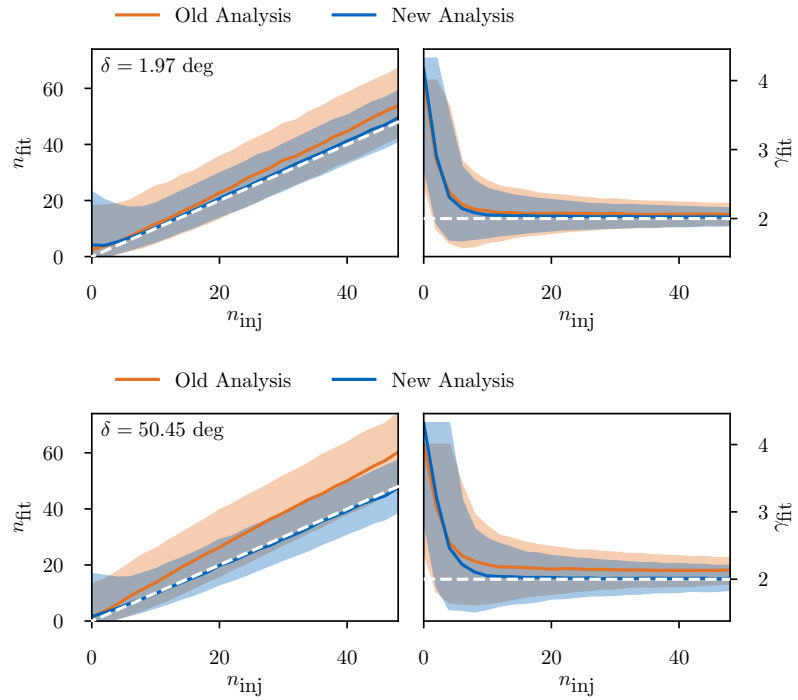 Old Analysis New Analysis
δ = 1.97 deg
60
40
20
0
n_fit
0 20 40
n_inj
4
3
2
γ_fit
0 20 40
n_inj
Old Analysis New Analysis
δ = 50.45 deg
60
40
20
0
n_fit
0 20 40
n_inj
4
3
2
γ_fit
0 20 40
n_inj